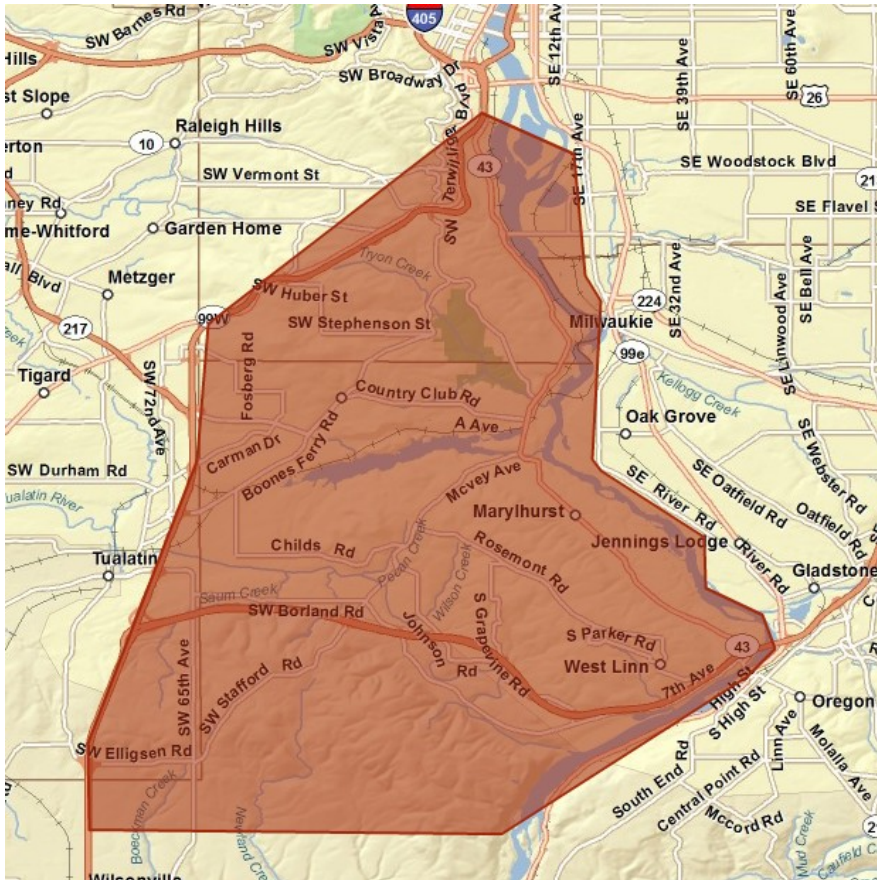 SW Barnes Rd
405
SW Vista
SE 12th Av
SE 39th Ave
SE 60th Ave
Hills
SW Broadway Dr
Blvd
26
st Slope
Raleigh Hills
10
erton
SE 17th Ave
43
SE Woodstock Blvd
SW Vermont St
SW Terwilliger
21
SE Flavel S
ney Rd
me-Whitford
Garden Home
all Blvd
Metzger
Tryon Creek
SW Huber St
SE 32nd Ave
SE Bell Ave
224
99W
SW Stephenson St
Milwaukie
217
99e
SE Linwood Ave
Creek
Tigard
SW 72nd Ave
Fosberg Rd
Country Club Rd
Kellogg Creek
Oak Grove
A Ave
Carman Dr
Boones Ferry Rd
SW Durham Rd
Mcvey Ave
SE River Rd
SE Oatfield Rd
SE Webster Rd
Tualatin River
Marylhurst
Oatfield Rd
Childs Rd
Rosemont Rd
Jennings Lodge
River Rd
Tualatin
Pecan Creek
Wilson Creek
Gladstone
Saum Creek
SW Borland Rd
Johnson Rd
S Grapevine Rd
S Parker Rd
43
West Linn
SW 65th Ave
SW Stafford Rd
7th Ave
High St
S High St
Oregon
SW Elligsen Rd
Linn Ave
Molalla Ave
South End Rd
Central Point Rd
Boeckman Creek
Newland Creek
Mccord Rd
Mud Creek
Caufield C
Wilsonville